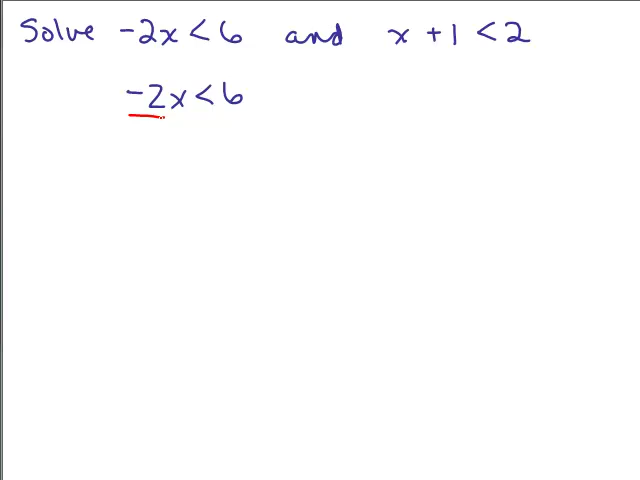 Solve -2x < 6 and x + 1 < 2
-2x < 6